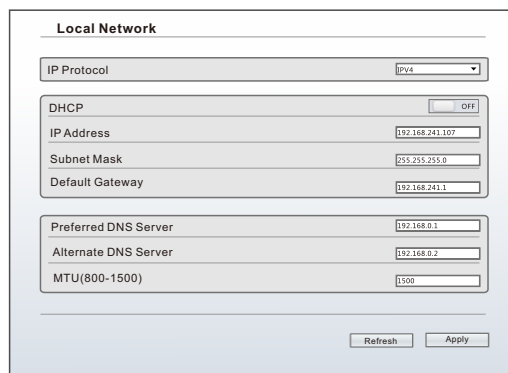 Local Network
IP Protocol IPV4
DHCP OFF
IP Address 192.168.241.107
Subnet Mask 255.255.255.0
Default Gateway 192.168.241.1
Preferred DNS Server 192.168.0.1
Alternate DNS Server 192.168.0.2
MTU(800-1500) 1500
Refresh Apply